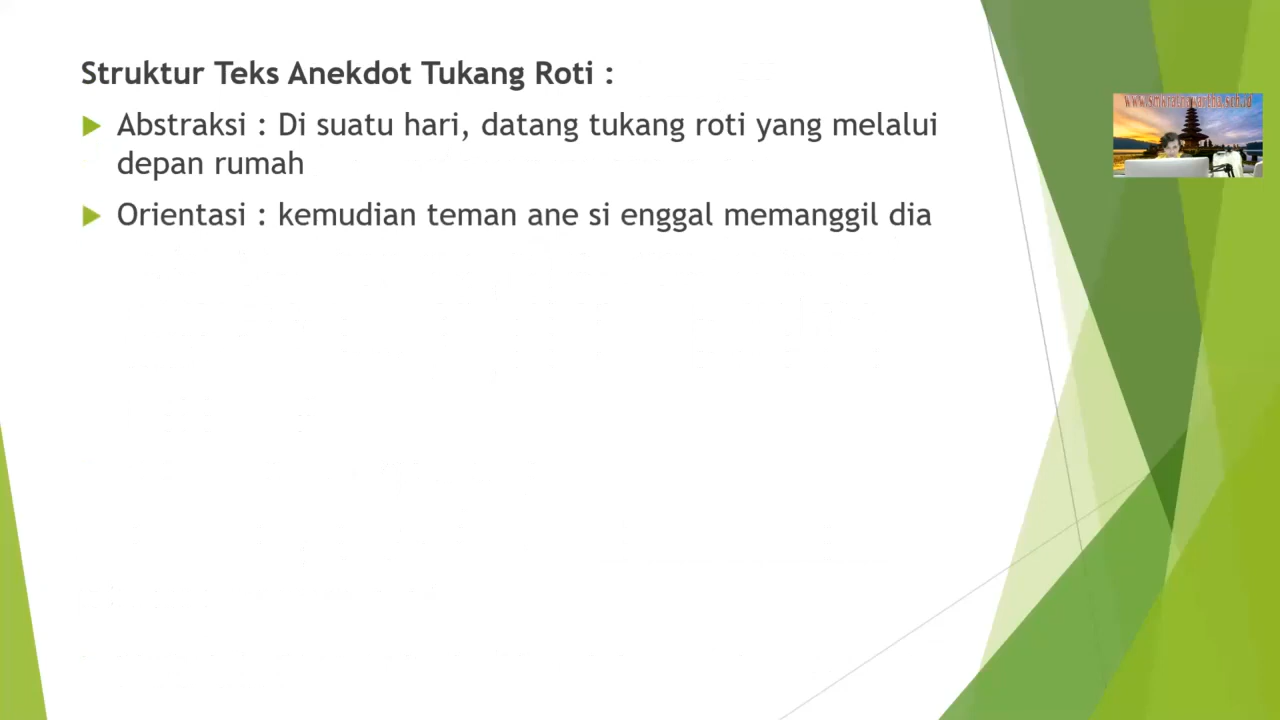 Struktur Teks Anekdot Tukang Roti :
Abstraksi : Di suatu hari, datang tukang roti yang melalui
depan rumah
Orientasi : kemudian teman ane si enggal memanggil dia